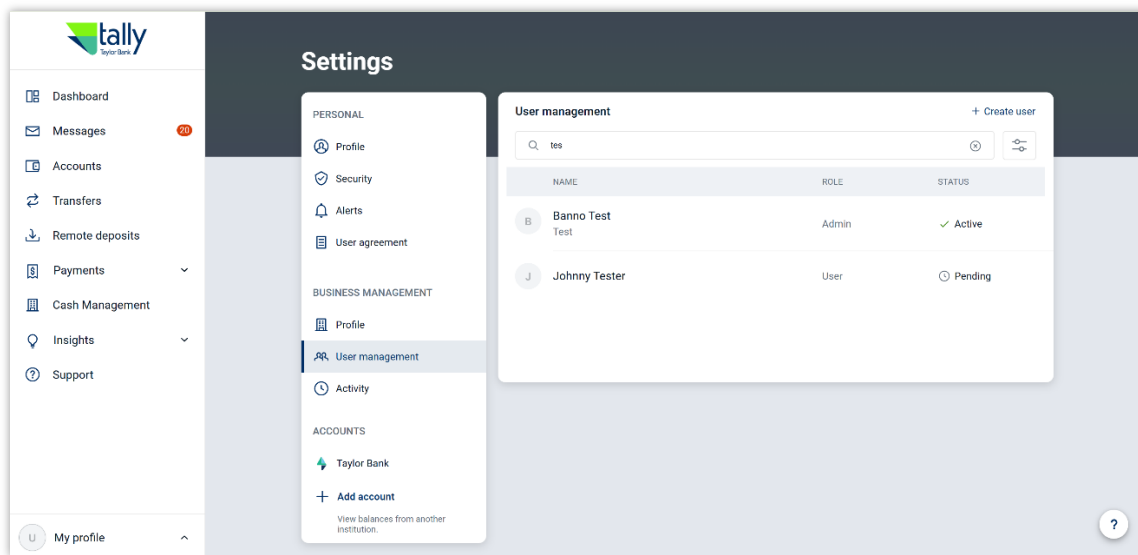 tally
Taylor Bank
Dashboard
Messages
20
Accounts
Transfers
Remote deposits
Payments
Cash Management
Insights
Support
U
My profile
Settings
PERSONAL
Profile
Security
Alerts
User agreement
BUSINESS MANAGEMENT
Profile
User management
Activity
ACCOUNTS
Taylor Bank
+ Add account
View balances from another
institution.
User management
+ Create user
tes
NAME ROLE STATUS
B
Banno Test
Test
Admin
Active
J
Johnny Tester
User
Pending
?